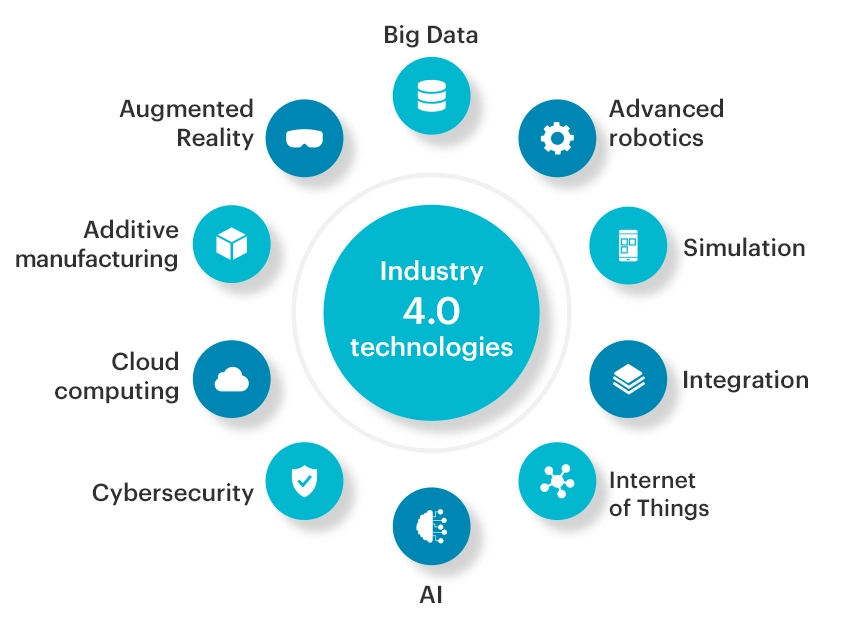 Big Data
Augmented
Reality
Advanced
robotics
Additive
manufacturing
Simulation
Industry
4.0
technologies
Cloud
computing
Integration
Cybersecurity
Internet
of Things
AI